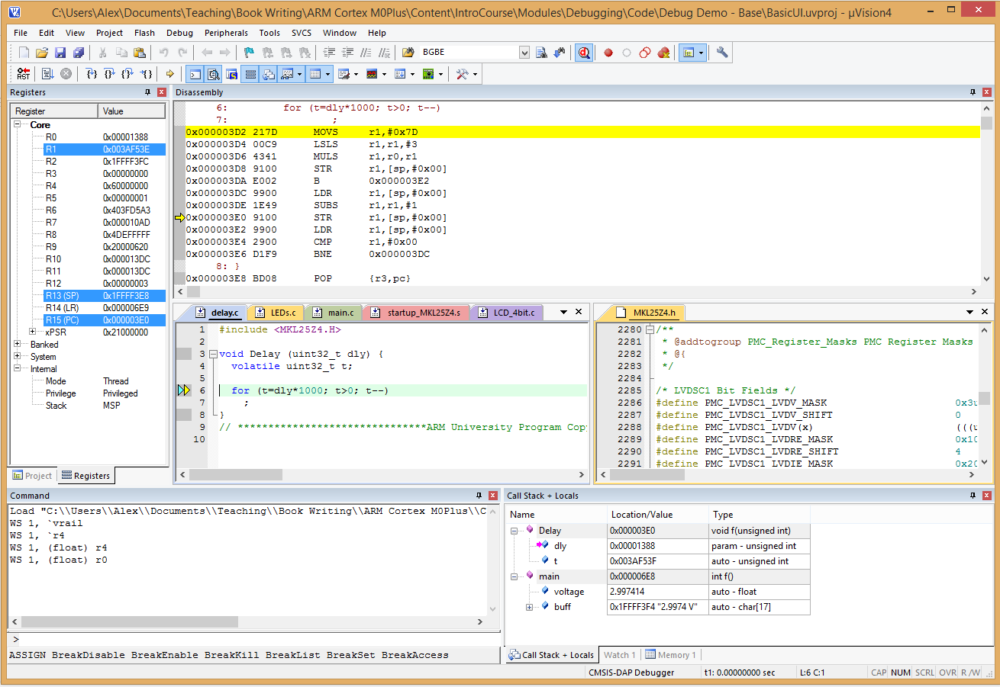 C:\Users\Alex\Documents\Teaching\Book Writing\ARM Cortex M0Plus\Content\IntroCourse\Modules\Debugging\Code\Debug Demo - Base\BasicUI.uvproj - µVision4
File Edit View Project Flash Debug Peripherals Tools SVCS Window Help
BGBE
RST
Registers
Register Value
Core
R0 0x00001388
R1 0x003AF53E
R2 0x1FFFF3FC
R3 0x00000000
R4 0x60000000
R5 0x00000001
R6 0x403FD5A3
R7 0x000010AD
R8 0x4DEFFFFF
R9 0x20000620
R10 0x000013DC
R11 0x000013DC
R12 0x00000003
R13 (SP) 0x1FFFF3E8
R14 (LR) 0x000006E9
R15 (PC) 0x000003E0
xPSR 0x21000000
Banked
System
Internal
Mode Thread
Privilege Privileged
Stack MSP
Project Registers
Disassembly
6: for (t=dly*1000; t>0; t--)
7: ;
0x000003D2 217D MOVS r1,#0x7D
0x000003D4 00C9 LSLS r1,r1,#3
0x000003D6 4341 MULS r1,r0,r1
0x000003D8 9100 STR r1,[sp,#0x00]
0x000003DA E002 B 0x000003E2
0x000003DC 9900 LDR r1,[sp,#0x00]
0x000003DE 1E49 SUBS r1,r1,#1
0x000003E0 9100 STR r1,[sp,#0x00]
0x000003E2 9900 LDR r1,[sp,#0x00]
0x000003E4 2900 CMP r1,#0x00
0x000003E6 D1F9 BNE 0x000003DC
8: }
0x000003E8 BD08 POP {r3,pc}
delay.c LEDs.c main.c startup_MKL25Z4.s LCD_4bit.c
1 #include <MKL25Z4.H>
2
3 void Delay (uint32_t dly) {
4 volatile uint32_t t;
5
6 for (t=dly*1000; t>0; t--)
7 ;
8 }
9 // *******************************ARM University Program Cop
10
MKL25Z4.h
2280 /**
2281 * @addtogroup PMC_Register_Masks PMC Register Masks
2282 * @{
2283 */
2284
2285 /* LVDSC1 Bit Fields */
2286 #define PMC_LVDSC1_LVDV_MASK 0x3u
2287 #define PMC_LVDSC1_LVDV_SHIFT 0
2288 #define PMC_LVDSC1_LVDV(x) (((u
2289 #define PMC_LVDSC1_LVDRE_MASK 0x10
2290 #define PMC_LVDSC1_LVDRE_SHIFT 4
2291 #define PMC_LVDSC1_LVDIE_MASK 0x20
Command
Load "C:\\Users\\Alex\\Documents\\Teaching\\Book Writing\\ARM Cortex M0Plus\\C
WS 1, `vrail
WS 1, `r4
WS 1, (float) r4
WS 1, (float) r0
>
ASSIGN BreakDisable BreakEnable BreakKill BreakList BreakSet BreakAccess
Call Stack + Locals
Name Location/Value Type
Delay 0x000003E0 void f(unsigned int)
dly 0x00001388 param - unsigned int
t 0x003AF53F auto - unsigned int
main 0x000006E8 int f()
voltage 2.997414 auto - float
buff 0x1FFFF3F4 "2.9974 V" auto - char[17]
Call Stack + Locals Watch 1 Memory 1
CMSIS-DAP Debugger t1: 0.00000000 sec L:6 C:1 CAP NUM SCRL OVR R /W